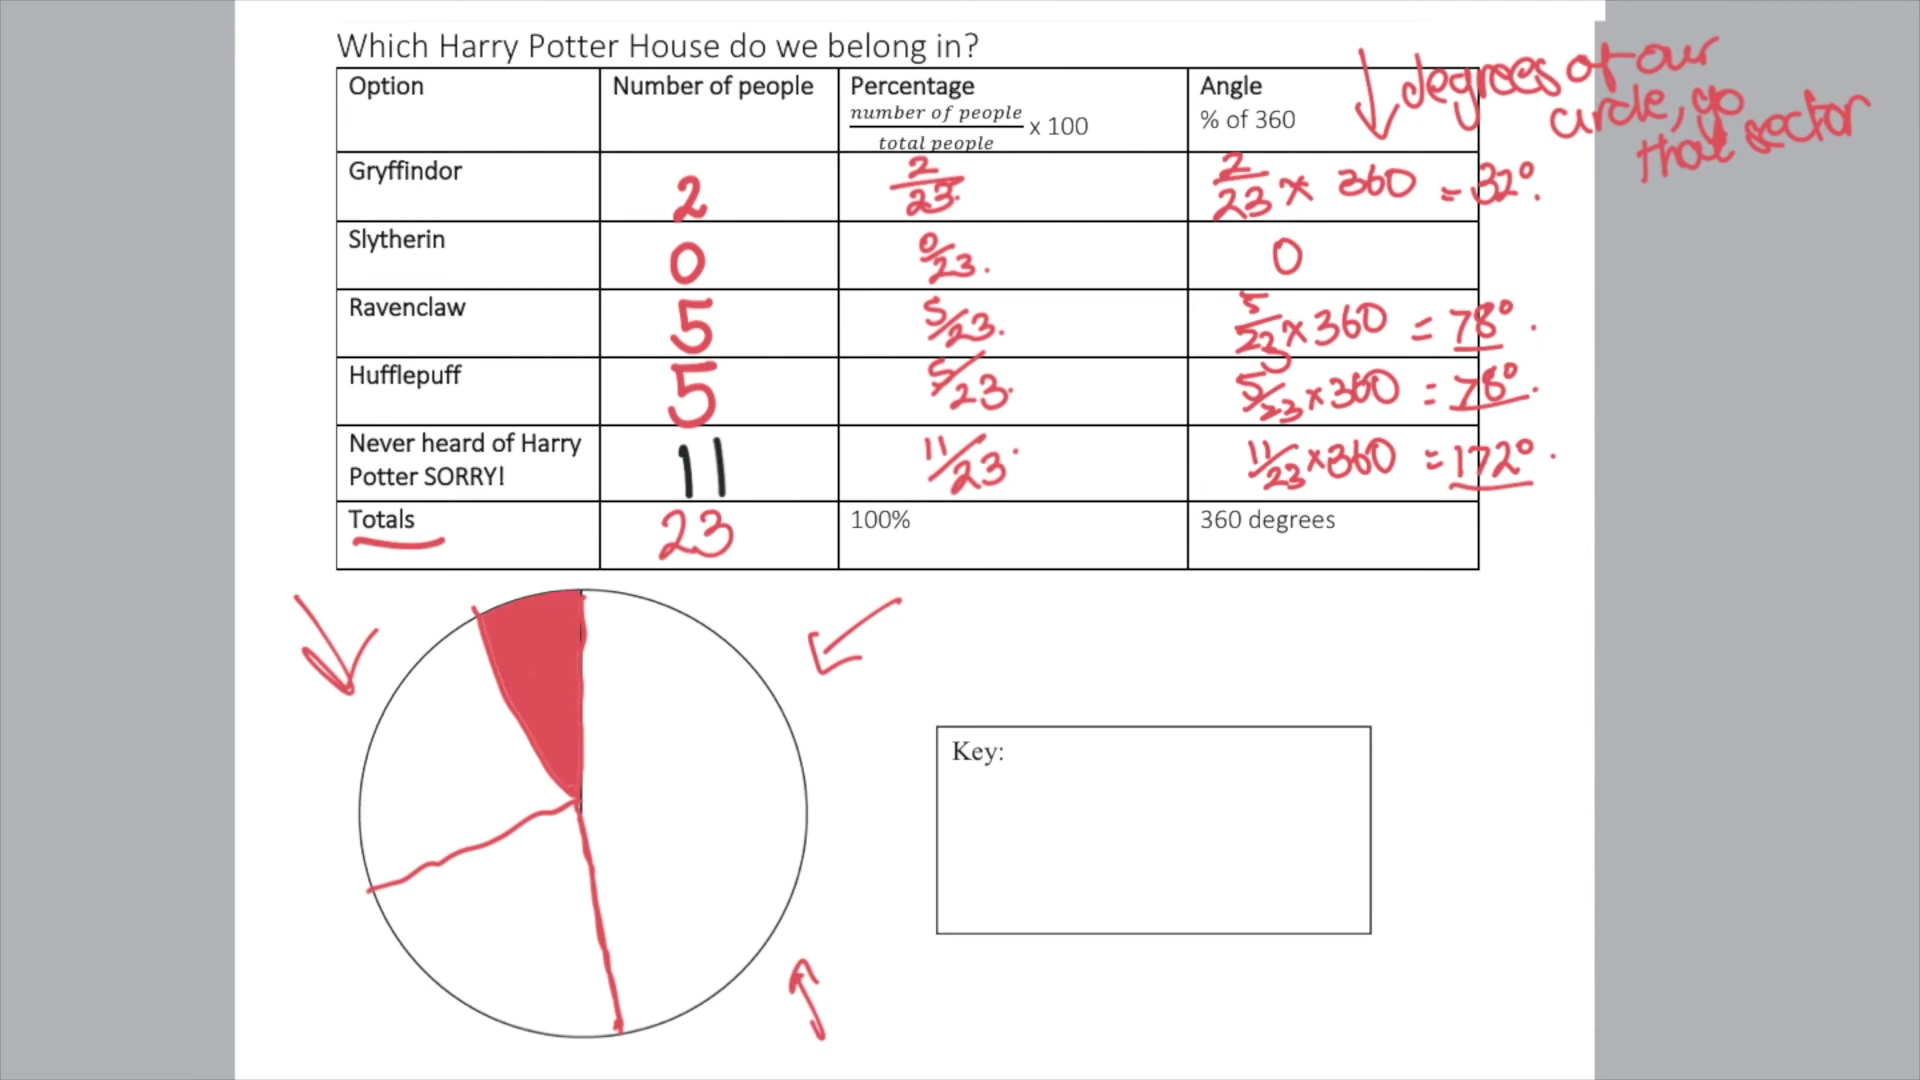 Which Harry Potter House do we belong in?
Option Number of people Percentage Angle
number of people
total people x 100 % of 360
degrees of our
circle, go
that sector
Gryffindor 2 2/23 2/23 x 360 = 32°.
Slytherin 0 0/23. 0
Ravenclaw 5 5/23. 5/23 x 360 = 78°.
Hufflepuff 5 5/23. 5/23 x 360 = 78°.
Never heard of Harry
Potter SORRY! 11 11/23. 11/23 x 360 = 172°.
Totals 23 100% 360 degrees
Key: